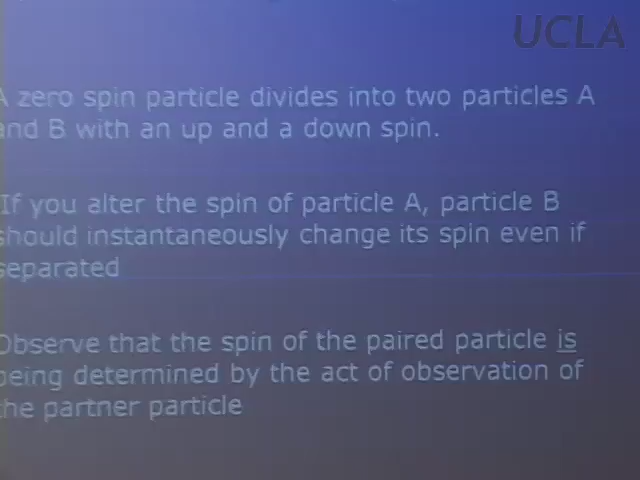 UCLA
A zero spin particle divides into two particles A
and B with an up and a down spin.
If you alter the spin of particle A, particle B
should instantaneously change its spin even if
separated
Observe that the spin of the paired particle is
being determined by the act of observation of
the partner particle